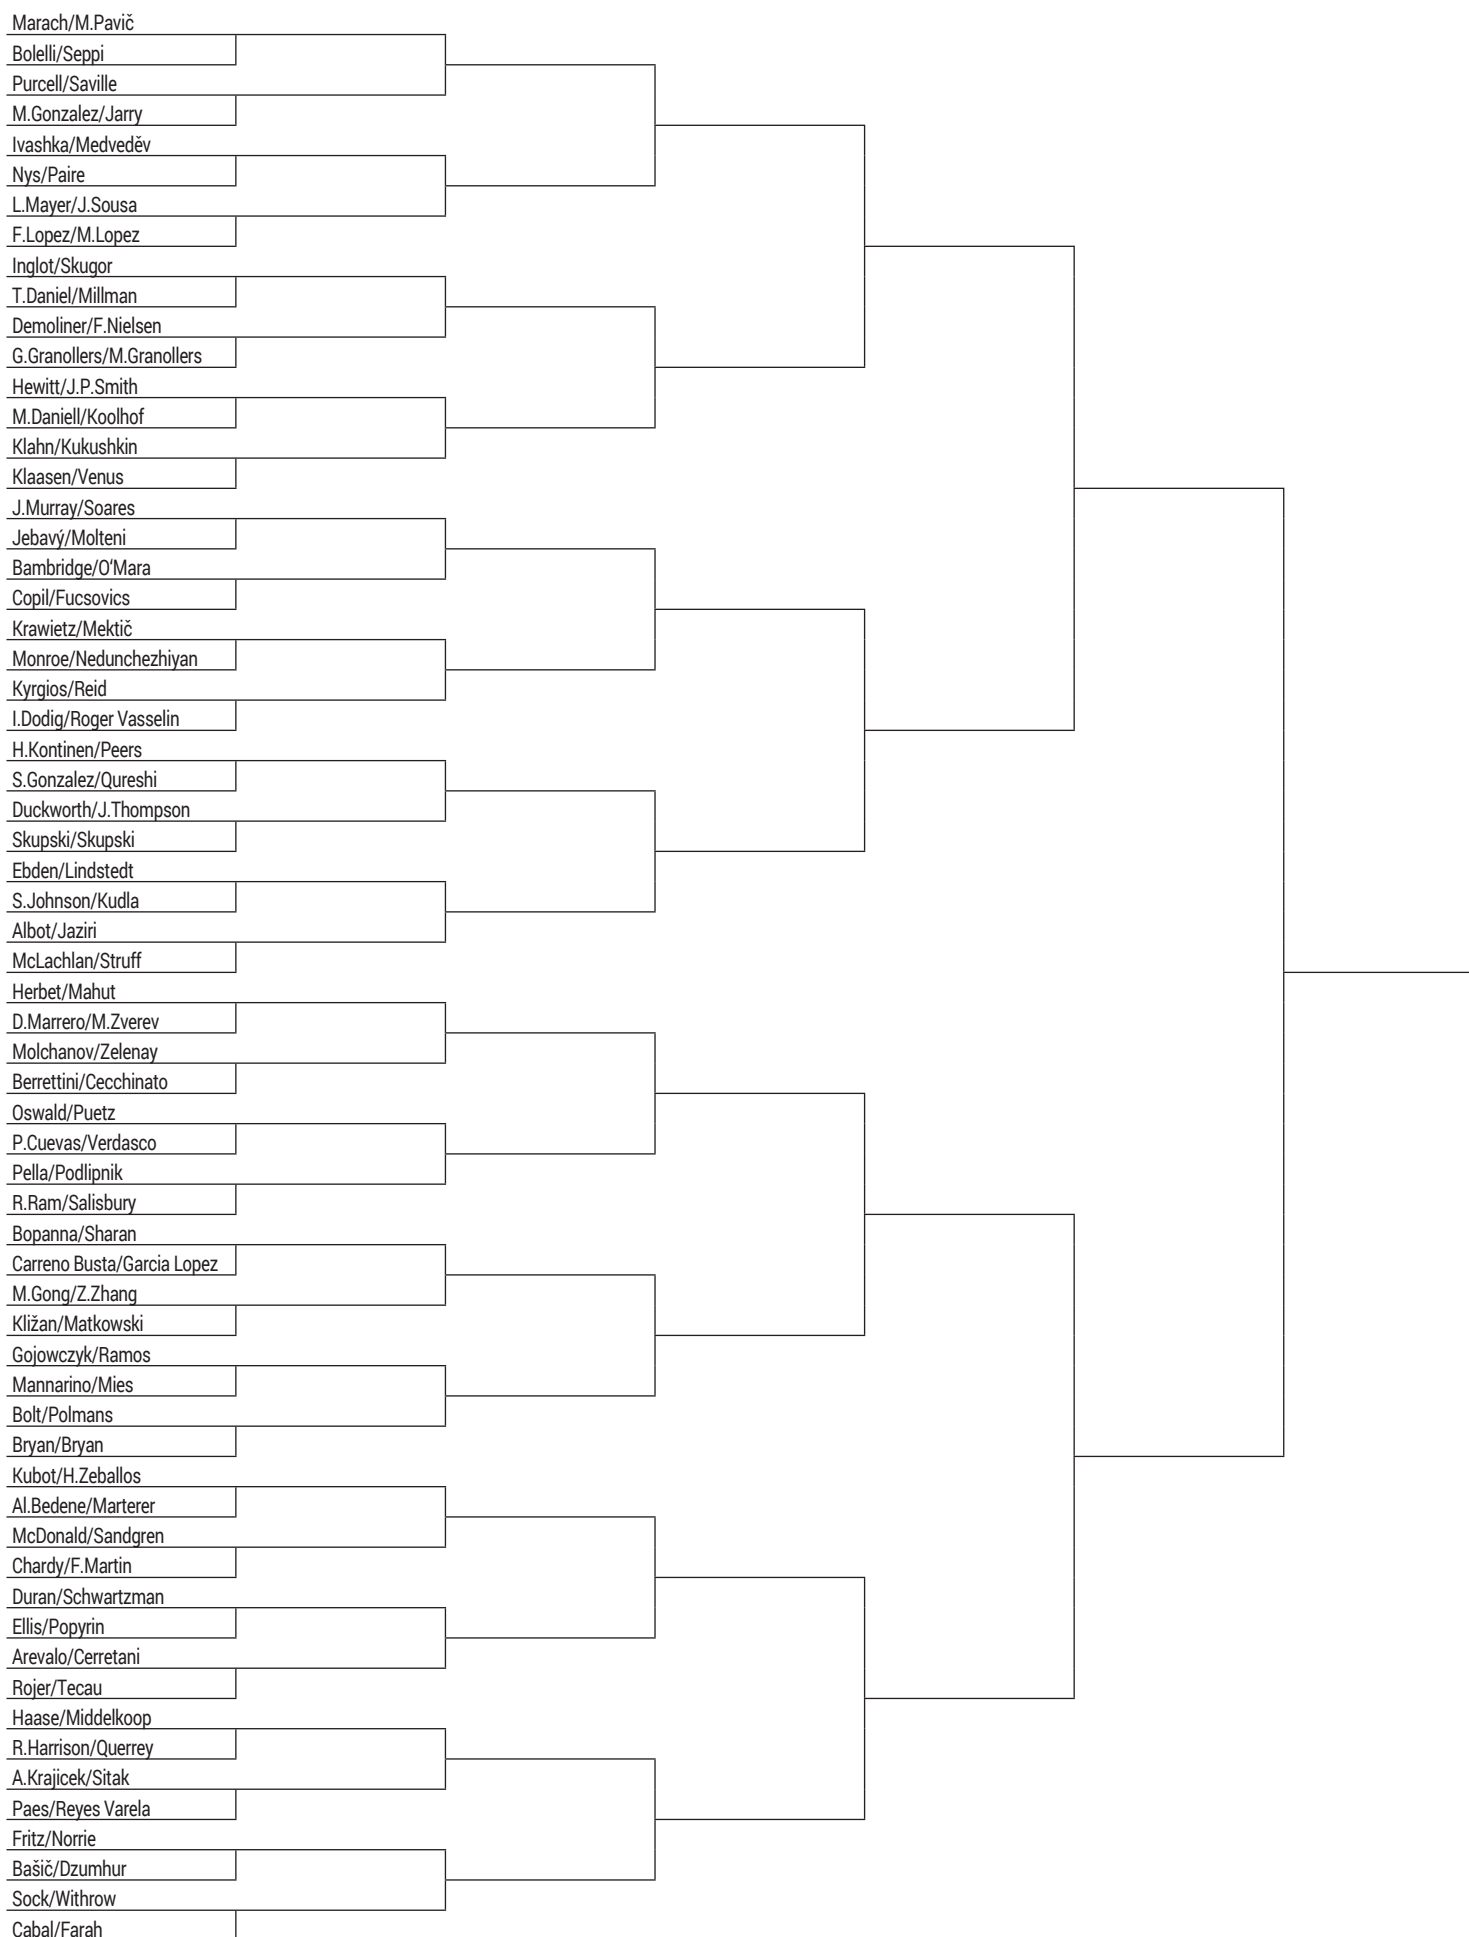 Marach/M.Pavič
Bolelli/Seppi
Purcell/Saville
M.Gonzalez/Jarry
Ivashka/Medveděv
Nys/Paire
L.Mayer/J.Sousa
F.Lopez/M.Lopez
Inglot/Skugor
T.Daniel/Millman
Demoliner/F.Nielsen
G.Granollers/M.Granollers
Hewitt/J.P.Smith
M.Daniell/Koolhof
Klahn/Kukushkin
Klaasen/Venus
J.Murray/Soares
Jebavý/Molteni
Bambridge/O‘Mara
Copil/Fucsovics
Krawietz/Mektič
Monroe/Nedunchezhiyan
Kyrgios/Reid
I.Dodig/Roger Vasselin
H.Kontinen/Peers
S.Gonzalez/Qureshi
Duckworth/J.Thompson
Skupski/Skupski
Ebden/Lindstedt
S.Johnson/Kudla
Albot/Jaziri
McLachlan/Struff
Herbet/Mahut
D.Marrero/M.Zverev
Molchanov/Zelenay
Berrettini/Cecchinato
Oswald/Puetz
P.Cuevas/Verdasco
Pella/Podlipnik
R.Ram/Salisbury
Bopanna/Sharan
Carreno Busta/Garcia Lopez
M.Gong/Z.Zhang
Kližan/Matkowski
Gojowczyk/Ramos
Mannarino/Mies
Bolt/Polmans
Bryan/Bryan
Kubot/H.Zeballos
Al.Bedene/Marterer
McDonald/Sandgren
Chardy/F.Martin
Duran/Schwartzman
Ellis/Popyrin
Arevalo/Cerretani
Rojer/Tecau
Haase/Middelkoop
R.Harrison/Querrey
A.Krajicek/Sitak
Paes/Reyes Varela
Fritz/Norrie
Bašič/Dzumhur
Sock/Withrow
Cabal/Farah